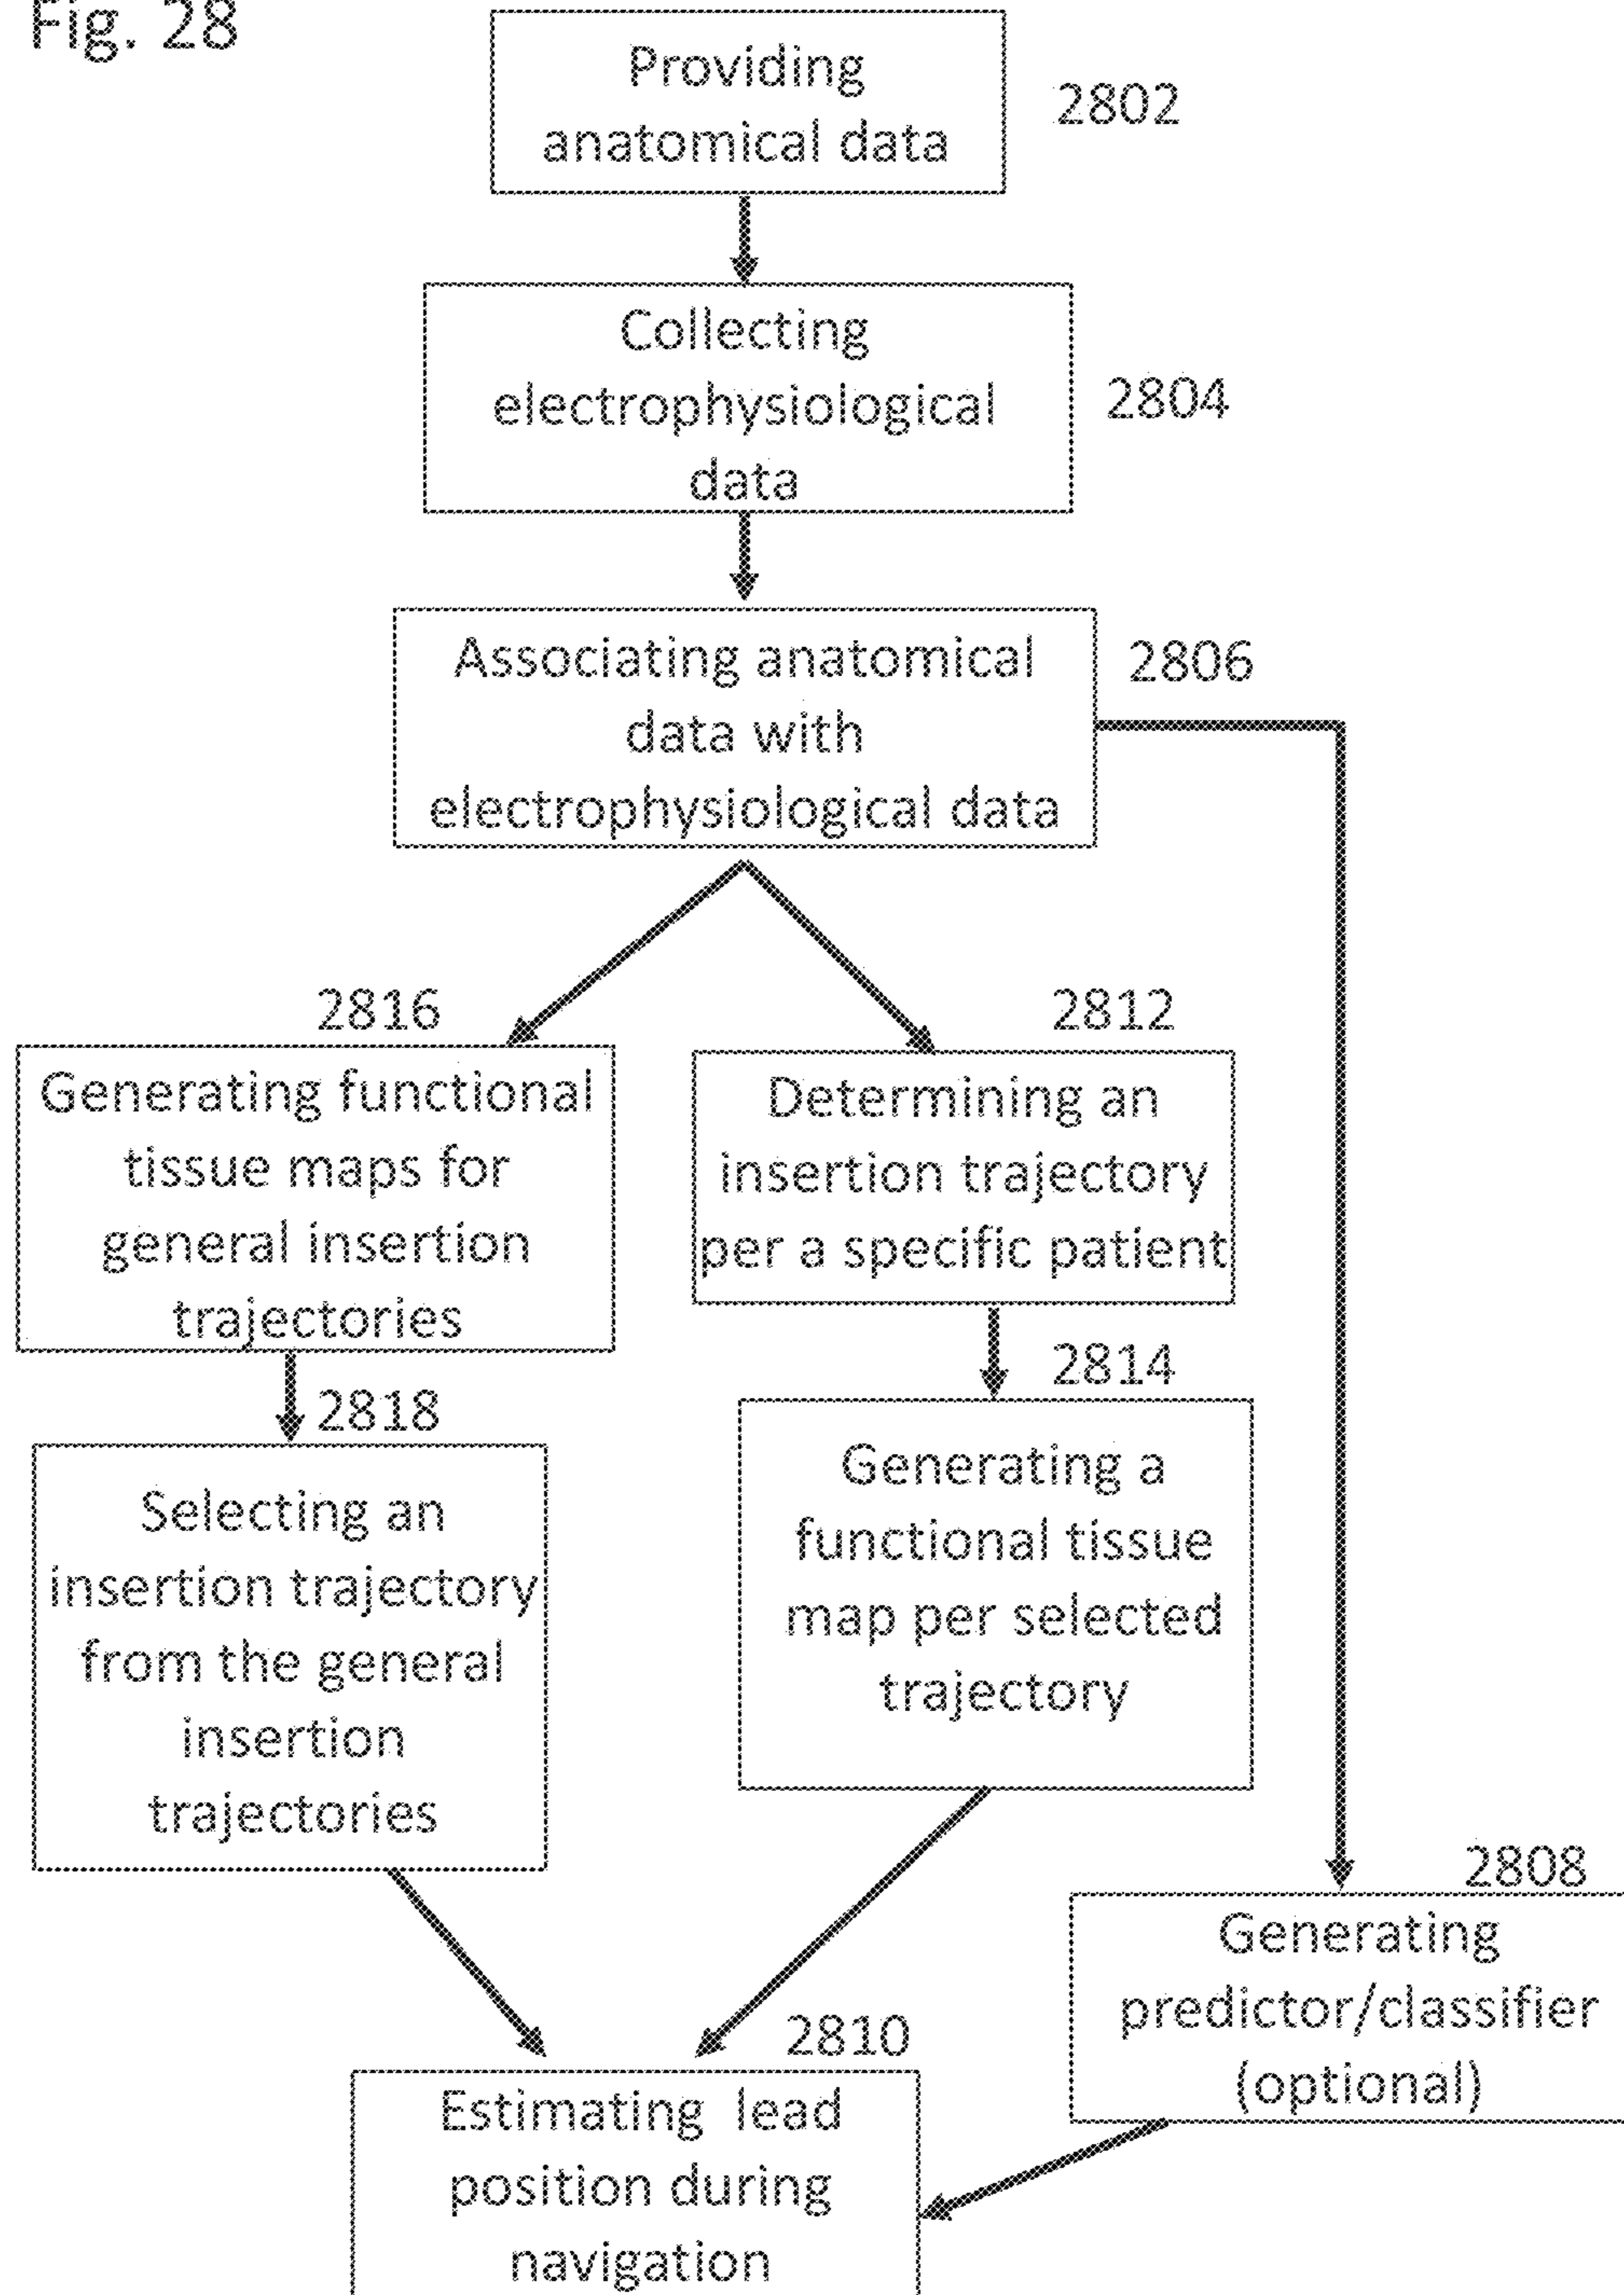 Fig. 28
Providing
anatomical data
2802
Collecting
electrophysiological
data
2804
Associating anatomical
data with
electrophysiological data
2806
2816
Generating functional
tissue maps for
general insertion
trajectories
2812
Determining an
insertion trajectory
per a specific patient
2818
Selecting an
insertion trajectory
from the general
insertion
trajectories
2814
Generating a
functional tissue
map per selected
trajectory
2808
Generating
predictor/classifier
(optional)
2810
Estimating lead
position during
navigation